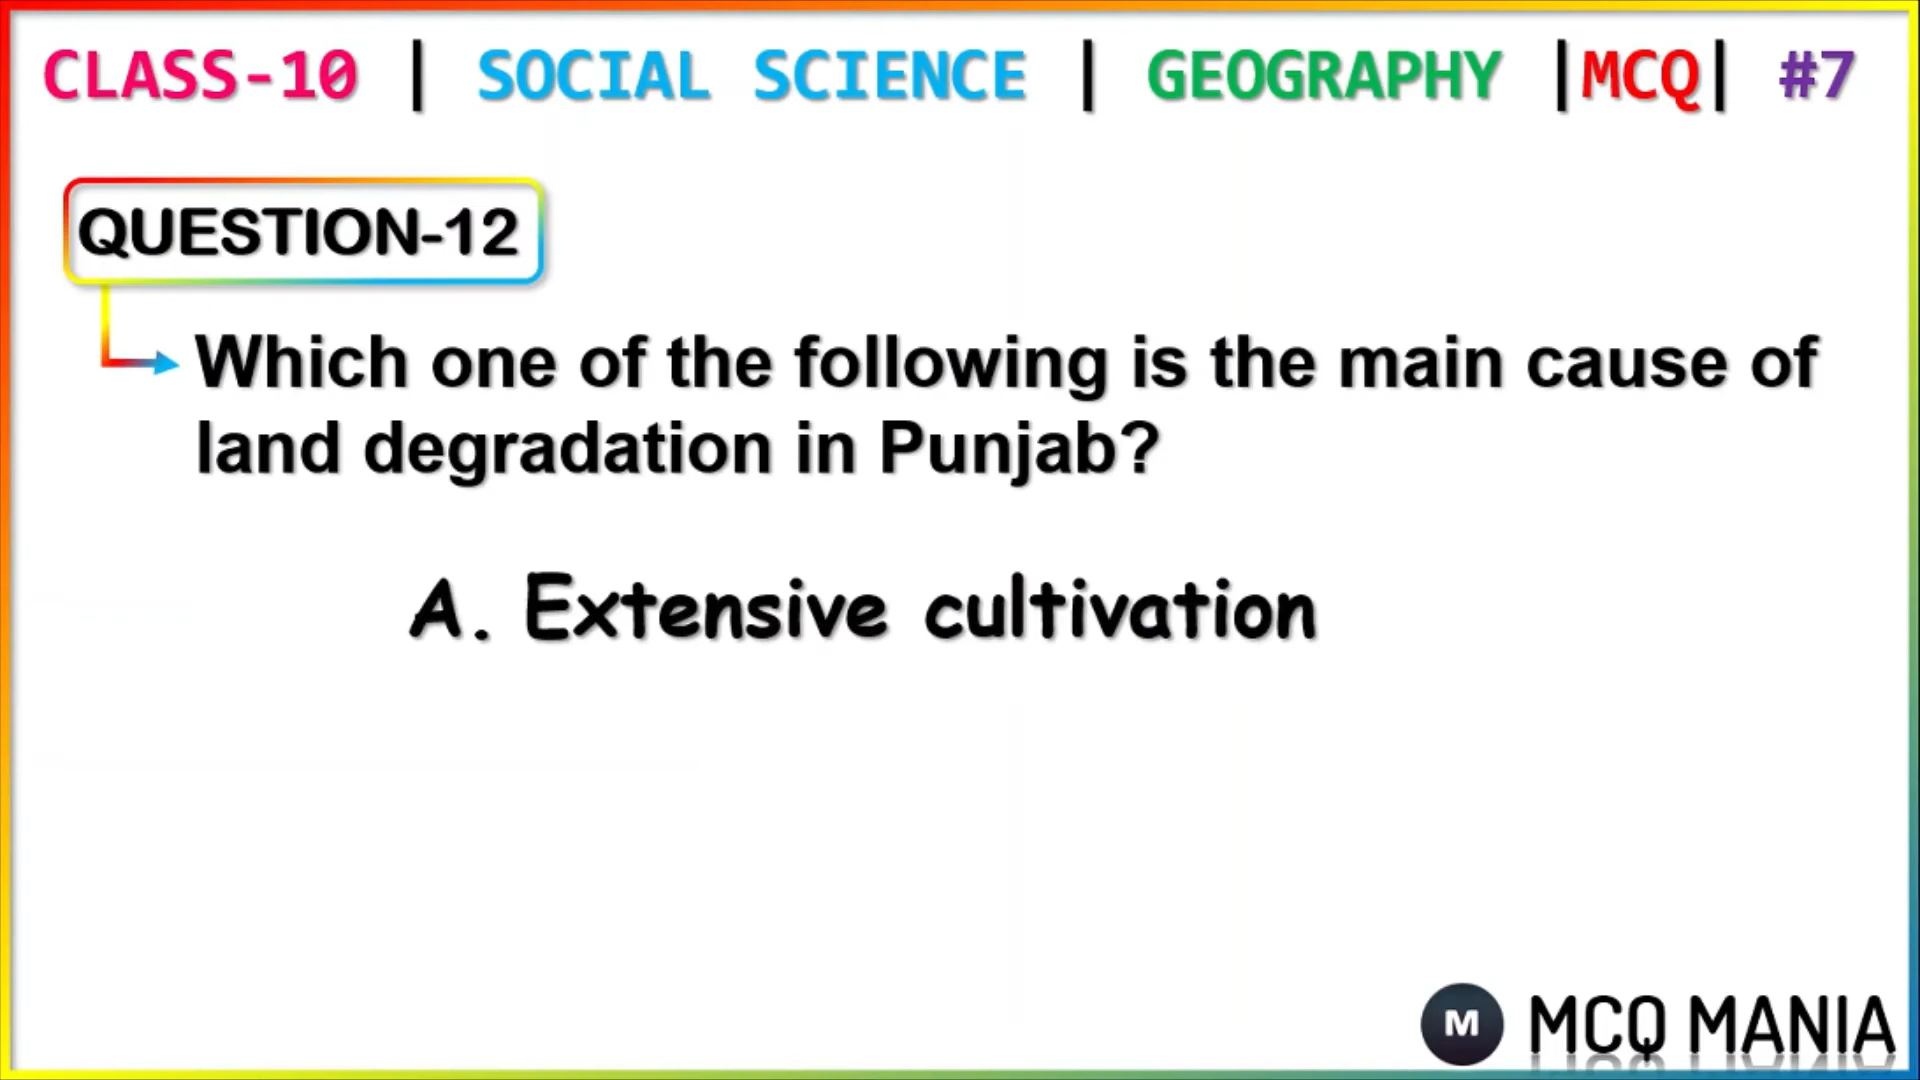 CLASS-10 | SOCIAL SCIENCE | GEOGRAPHY |MCQ| #7
QUESTION-12
Which one of the following is the main cause of
land degradation in Punjab?
A. Extensive cultivation
M MCQ MANIA